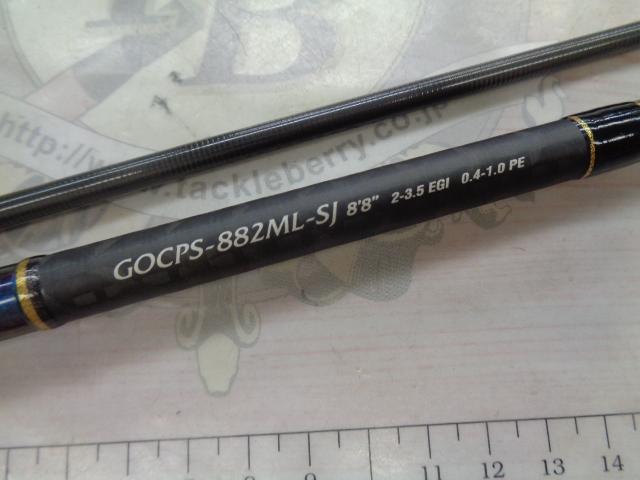 B
http://www.tackleberry.co.jp
GOCPS-882ML-SJ 8'8" 2-3.5 EGI 0.4-1.0 PE
11 12 13 14